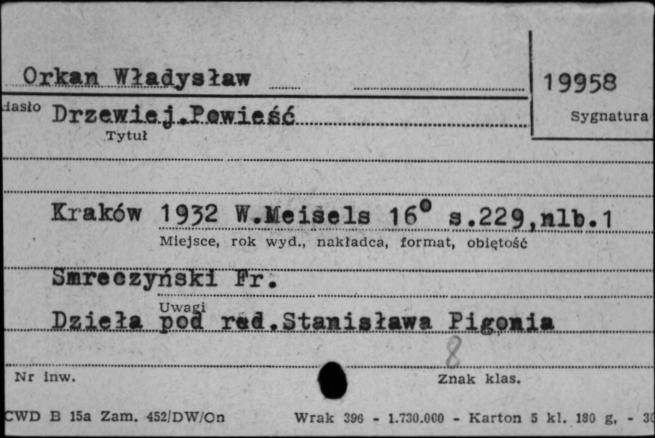 Orkan Władysław
19958
Hasło Drzewiej.Powieść
Sygnatura
Tytuł
Kraków 1932 W.Meisels 16° s.229,nlb.1
Miejsce, rok wyd., nakładca, format, objętość
Smreczyński Fr.
Uwagi
Dzieła pod red.Stanisława Pigonia
8
Nr inw.
Znak klas.
CWD B 15a Zam. 452/DW/On Wrak 396 - 1.730.000 - Karton 5 kl. 180 g. - 30